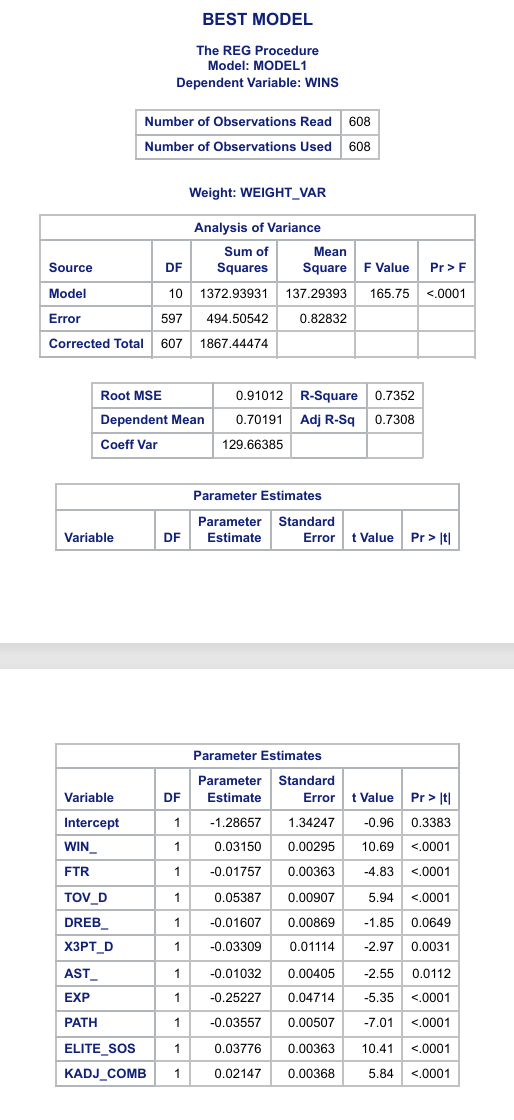 BEST MODEL
The REG Procedure
Model: MODEL1
Dependent Variable: WINS
Number of Observations Read 608
Number of Observations Used 608
Weight: WEIGHT_VAR
Analysis of Variance
Source DF Sum of Squares Mean Square F Value Pr > F
Model 10 1372.93931 137.29393 165.75 <.0001
Error 597 494.50542 0.82832
Corrected Total 607 1867.44474
Root MSE 0.91012 R-Square 0.7352
Dependent Mean 0.70191 Adj R-Sq 0.7308
Coeff Var 129.66385
Parameter Estimates
Variable DF Parameter Estimate Standard Error t Value Pr > |t|
Parameter Estimates
Variable DF Parameter Estimate Standard Error t Value Pr > |t|
Intercept 1 -1.28657 1.34247 -0.96 0.3383
WIN_ 1 0.03150 0.00295 10.69 <.0001
FTR 1 -0.01757 0.00363 -4.83 <.0001
TOV_D 1 0.05387 0.00907 5.94 <.0001
DREB_ 1 -0.01607 0.00869 -1.85 0.0649
X3PT_D 1 -0.03309 0.01114 -2.97 0.0031
AST_ 1 -0.01032 0.00405 -2.55 0.0112
EXP 1 -0.25227 0.04714 -5.35 <.0001
PATH 1 -0.03557 0.00507 -7.01 <.0001
ELITE_SOS 1 0.03776 0.00363 10.41 <.0001
KADJ_COMB 1 0.02147 0.00368 5.84 <.0001